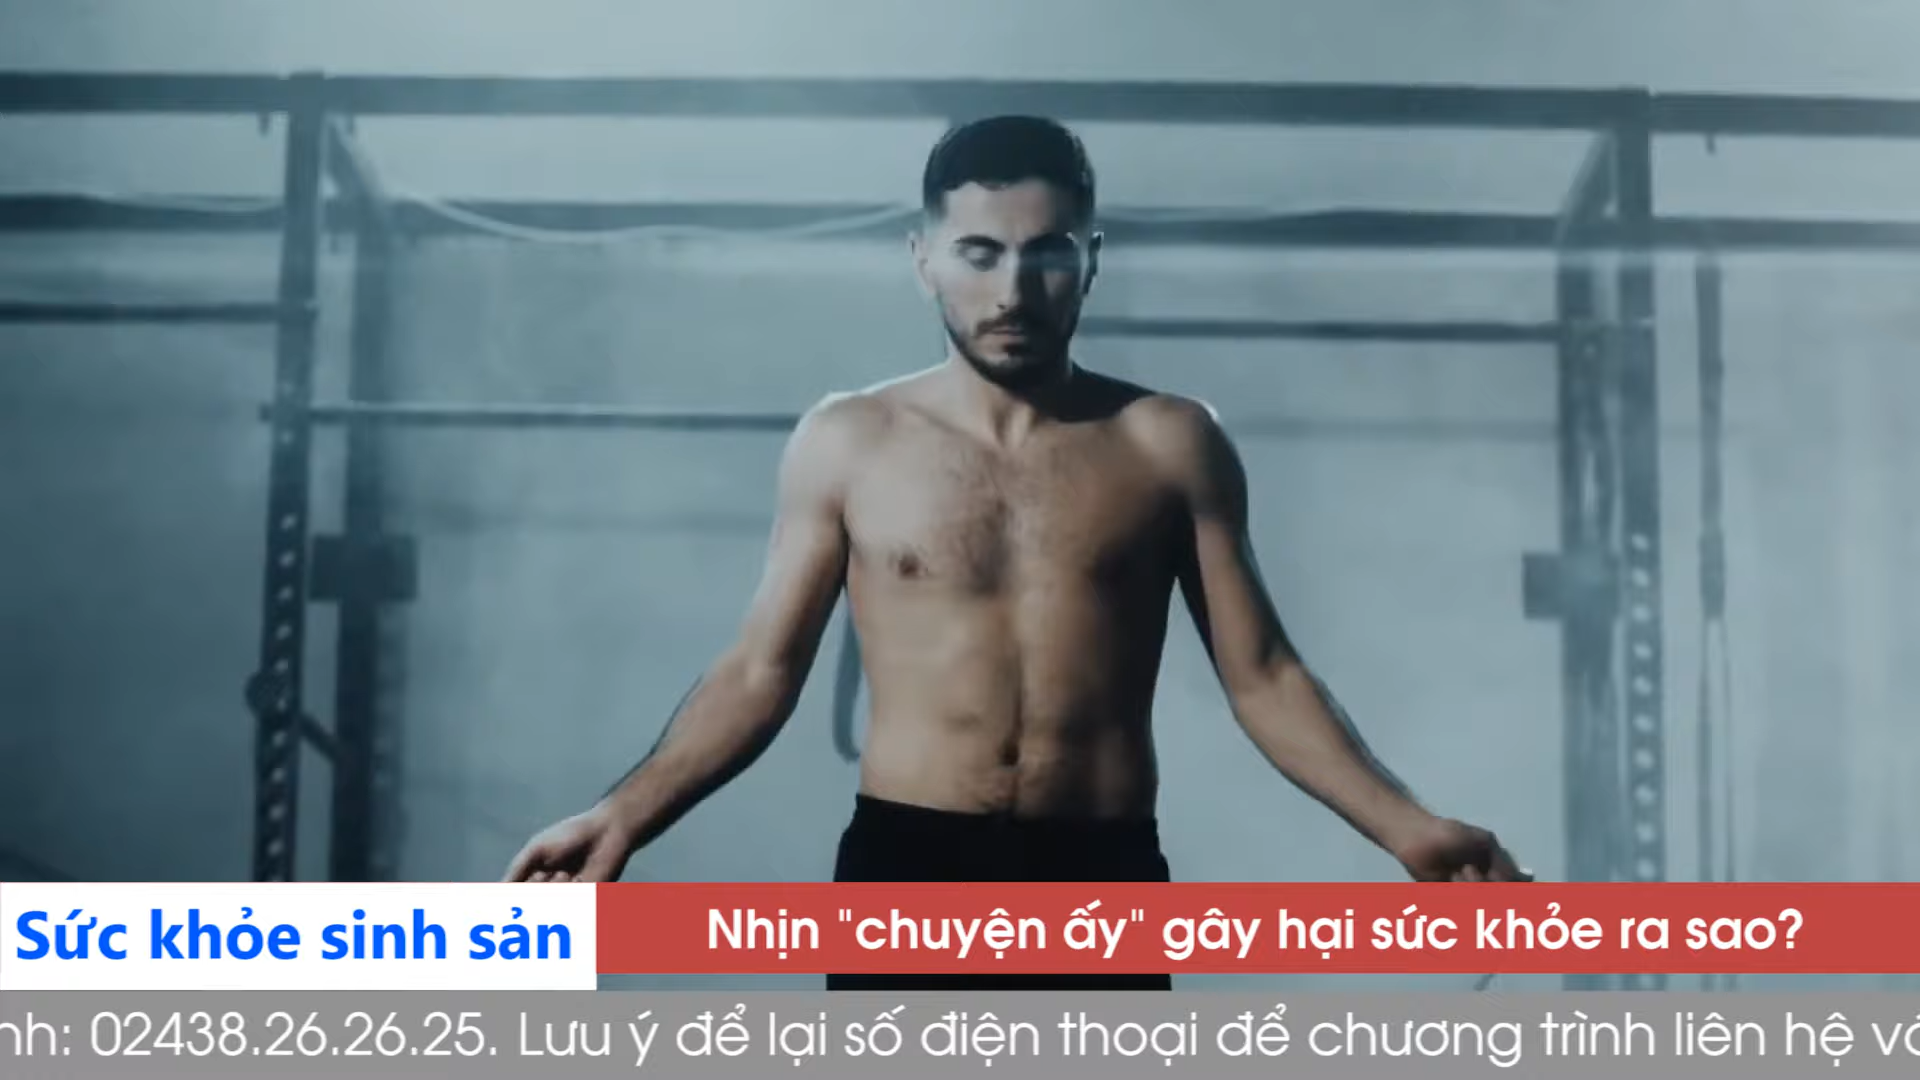 Sức khỏe sinh sản
Nhịn "chuyện ấy" gây hại sức khỏe ra sao?
nh: 02438.26.26.25. Lưu ý để lại số điện thoại để chương trình liên hệ